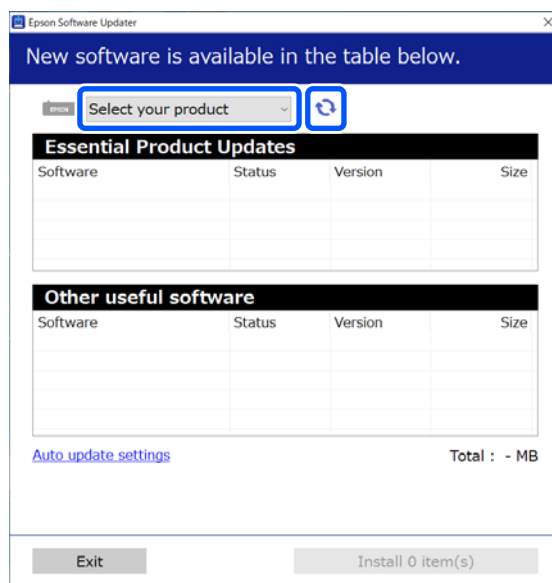 Epson Software Updater
New software is available in the table below.
EPSON Select your product
Essential Product Updates
Software Status Version Size
Other useful software
Software Status Version Size
Auto update settings Total : - MB
Exit Install 0 item(s)